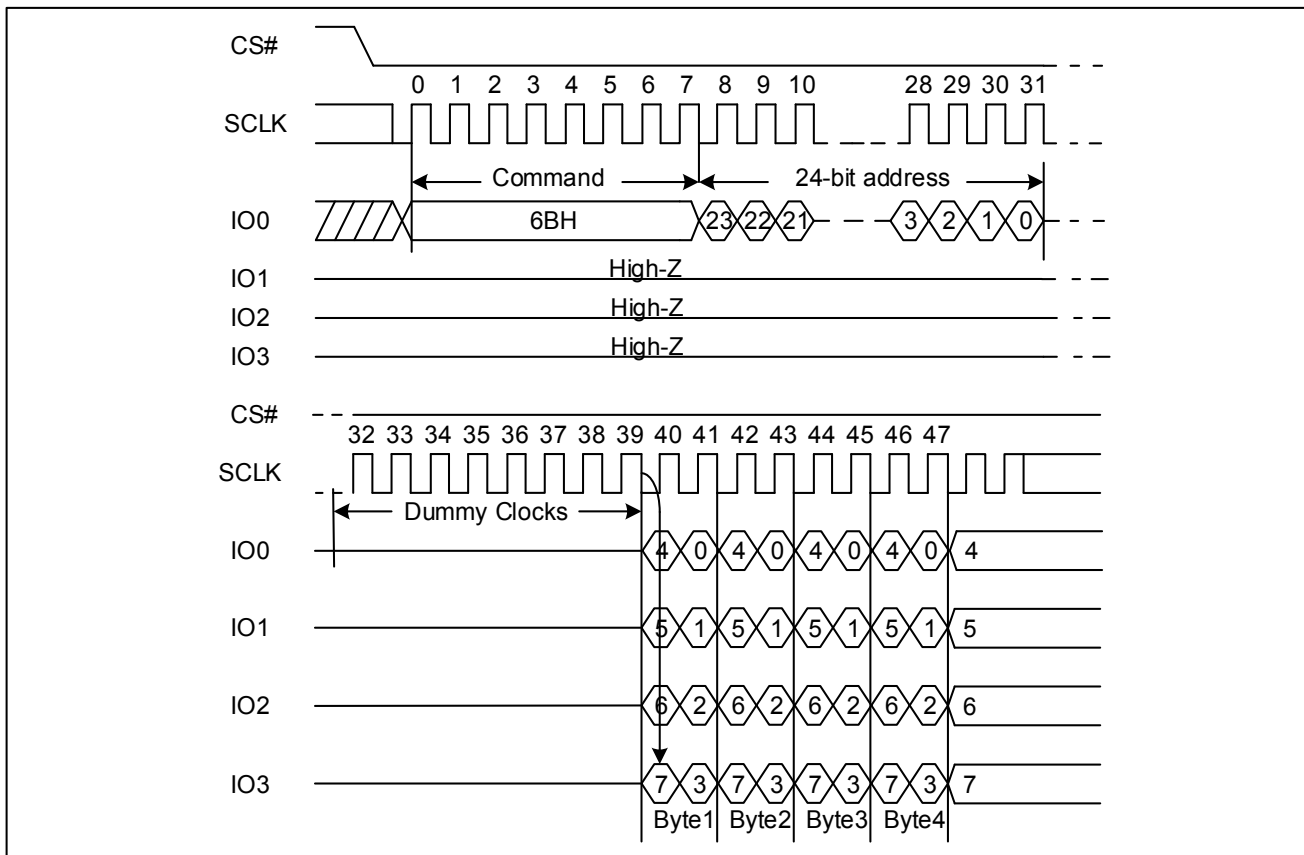 CS#
0 1 2 3 4 5 6 7 8 9 10 28 29 30 31
SCLK
Command 24-bit address
IO0 6BH 23 22 21 3 2 1 0
IO1 High-Z
IO2 High-Z
IO3 High-Z
CS#
32 33 34 35 36 37 38 39 40 41 42 43 44 45 46 47
SCLK
Dummy Clocks
IO0 4 0 4 0 4 0 4 0 4
IO1 5 1 5 1 5 1 5 1 5
IO2 6 2 6 2 6 2 6 2 6
IO3 7 3 7 3 7 3 7 3 7
Byte1 Byte2 Byte3 Byte4